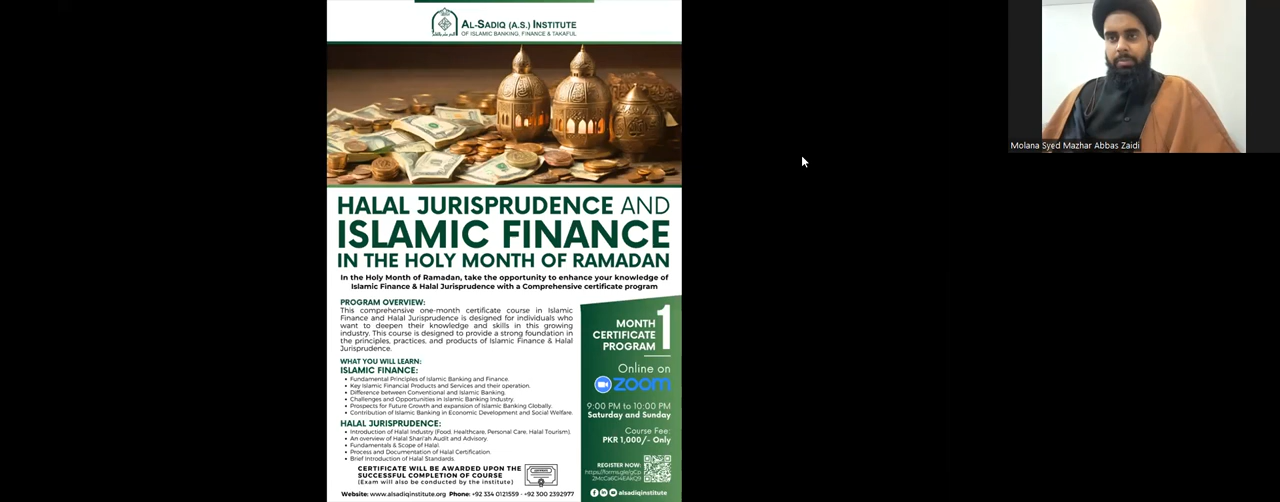 AL-SADIQ (A.S.) INSTITUTE
OF ISLAMIC BANKING, FINANCE & TAKAFUL
HALAL JURISPRUDENCE AND
ISLAMIC FINANCE
IN THE HOLY MONTH OF RAMADAN
In the Holy Month of Ramadan, take the opportunity to enhance your knowledge of
Islamic Finance & Halal Jurisprudence with a Comprehensive certificate program
PROGRAM OVERVIEW:
This comprehensive one-month certificate course in Islamic
Finance and Halal Jurisprudence is designed for individuals who
want to deepen their knowledge and skills in this growing
industry. This course is designed to provide a strong foundation in
the principles, practices, and products of Islamic Finance & Halal
Jurisprudence.
WHAT YOU WILL LEARN:
ISLAMIC FINANCE:
• Fundamental Principles of Islamic Banking and Finance.
• Key Islamic Financial Products and Services and their operation.
• Difference between Conventional and Islamic Banking.
• Challenges and Opportunities in Islamic Banking Industry.
• Prospects for Future Growth and expansion of Islamic Banking Globally.
• Contribution of Islamic Banking in Economic Development and Social Welfare.
HALAL JURISPRUDENCE:
• Introduction of Halal Industry (Food, Healthcare, Personal Care, Halal Tourism).
• An overview of Halal Shari'ah Audit and Advisory.
• Fundamentals & Scope of Halal.
• Process and Documentation of Halal Certification.
• Brief Introduction of Halal Standards.
CERTIFICATE WILL BE AWARDED UPON THE
SUCCESSFUL COMPLETION OF COURSE
(Exam will also be conducted by the institute)
Website: www.alsadiqinstitute.org Phone: +92 334 0121559 - +92 300 2392977
1
MONTH
CERTIFICATE
PROGRAM
Online on
zoom
9:00 PM to 10:00 PM
Saturday and Sunday
Course Fee:
PKR 1,000/- Only
REGISTER NOW:
alsadiqinstitute
Molana Syed Mazhar Abbas Zaidi